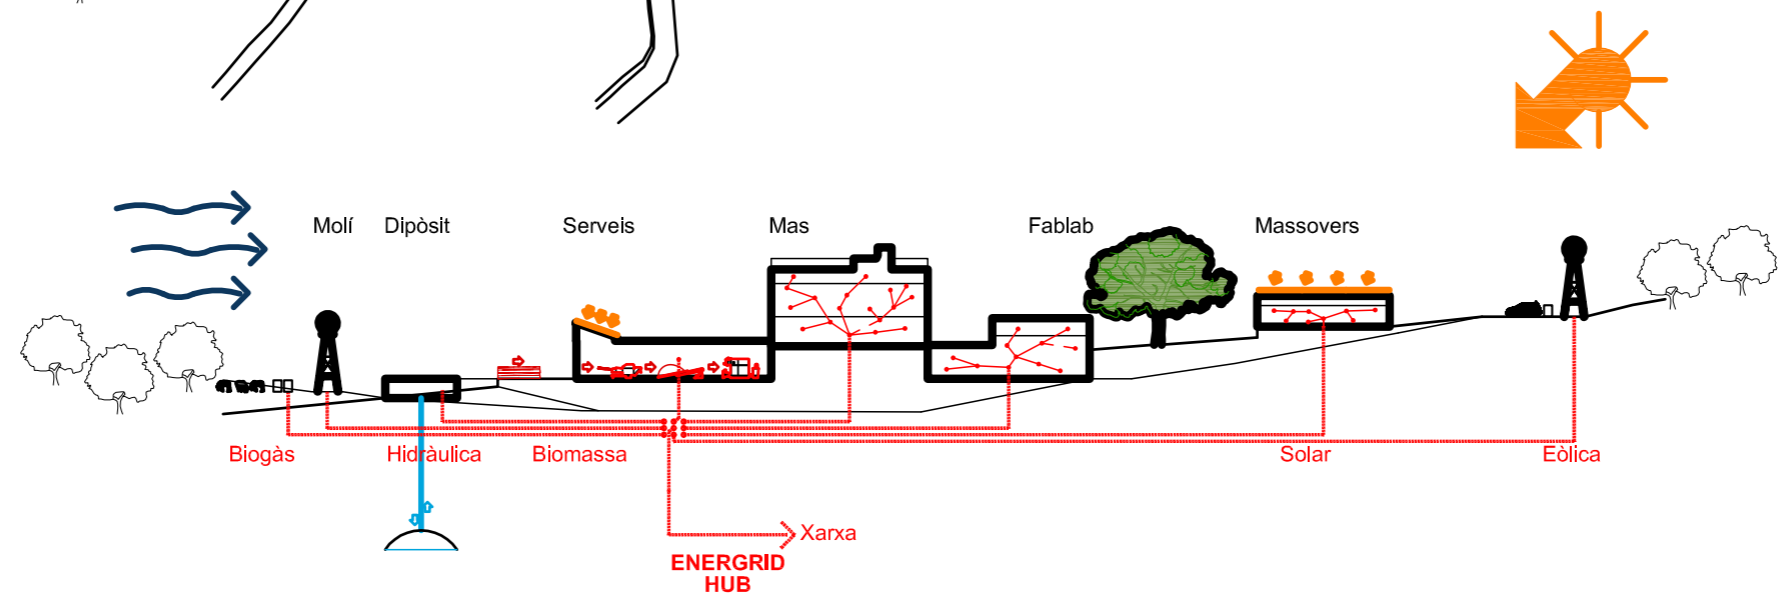 Molí
Dipòsit
Serveis
Mas
Fablab
Massovers
Biogàs
Hidràulica
Biomassa
Solar
Eòlica
Xarxa
ENERGRID
HUB